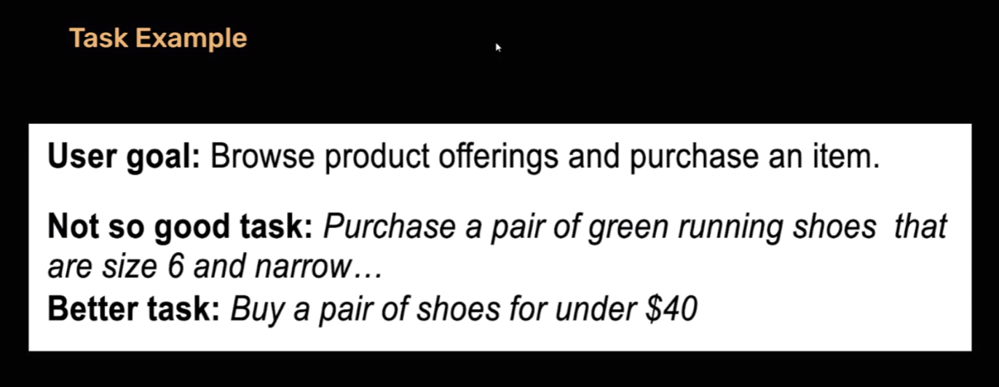 Task Example
User goal: Browse product offerings and purchase an item.
Not so good task: Purchase a pair of green running shoes that
are size 6 and narrow…
Better task: Buy a pair of shoes for under $40